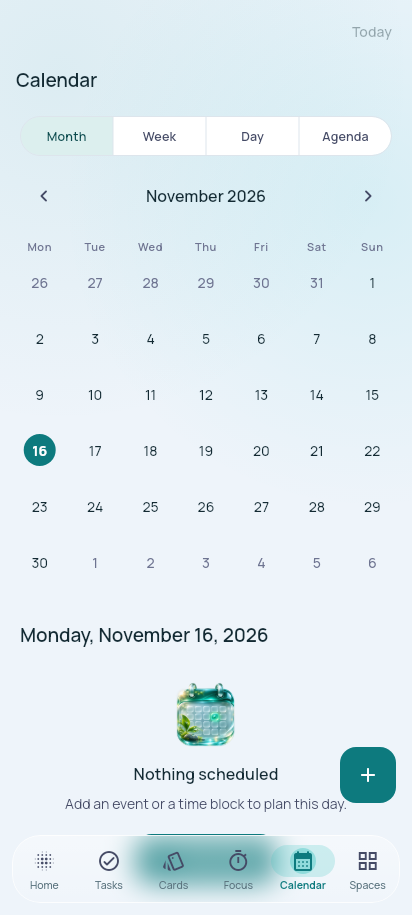 Today
Calendar
Month Week Day Agenda
November 2026
Mon Tue Wed Thu Fri Sat Sun
26 27 28 29 30 31 1
2 3 4 5 6 7 8
9 10 11 12 13 14 15
16 17 18 19 20 21 22
23 24 25 26 27 28 29
30 1 2 3 4 5 6
Monday, November 16, 2026
Nothing scheduled
Add an event or a time block to plan this day.
Home Tasks Cards Focus Calendar Spaces